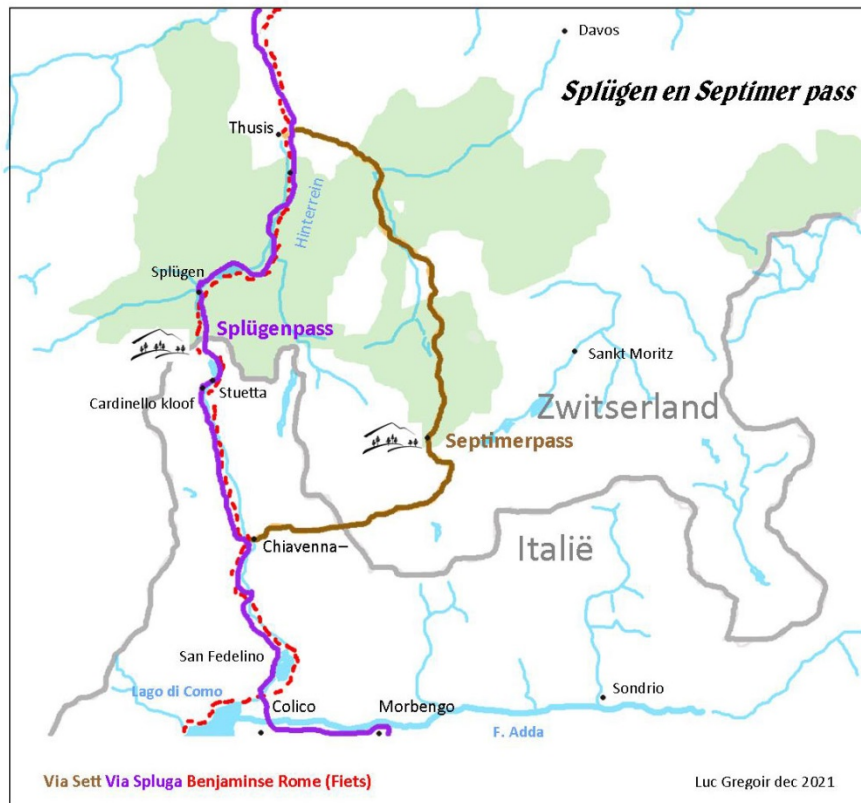 Davos
Splügen en Septimer pass
Thusis
Hinterrein
Splügen
Splügenpass
Sankt Moritz
Stuetta
Cardinello kloof
Zwitserland
Septimerpass
Italië
Chiavenna–
San Fedelino
Lago di Como
Sondrio
Colico
Morbengo
F. Adda
Via Sett Via Spluga Benjaminse Rome (Fiets)
Luc Gregoir dec 2021